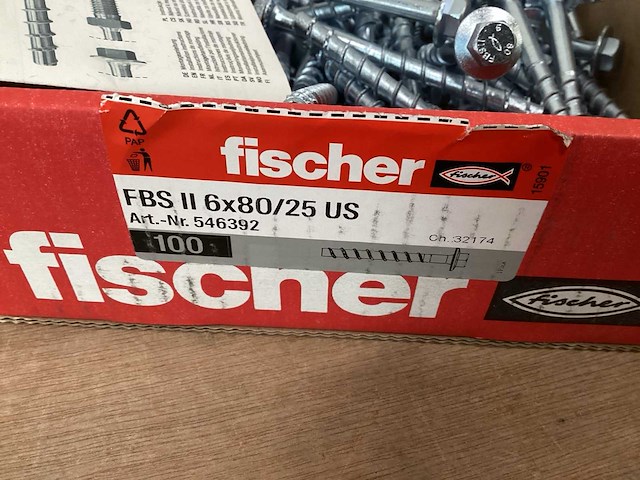 PAP
fischer
fischer
15901
FBS II 6x80/25 US
Art.-Nr. 546392
100
Ch. 32174
fischer
fischer